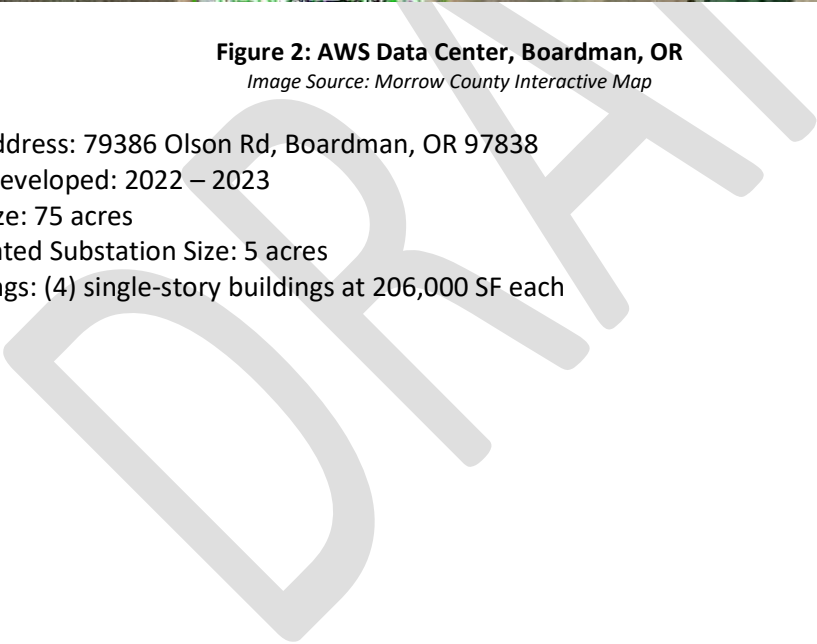 Figure 2: AWS Data Center, Boardman, OR
Image Source: Morrow County Interactive Map
ddress: 79386 Olson Rd, Boardman, OR 97838
eveloped: 2022 – 2023
ze: 75 acres
ated Substation Size: 5 acres
ngs: (4) single-story buildings at 206,000 SF each
DRA